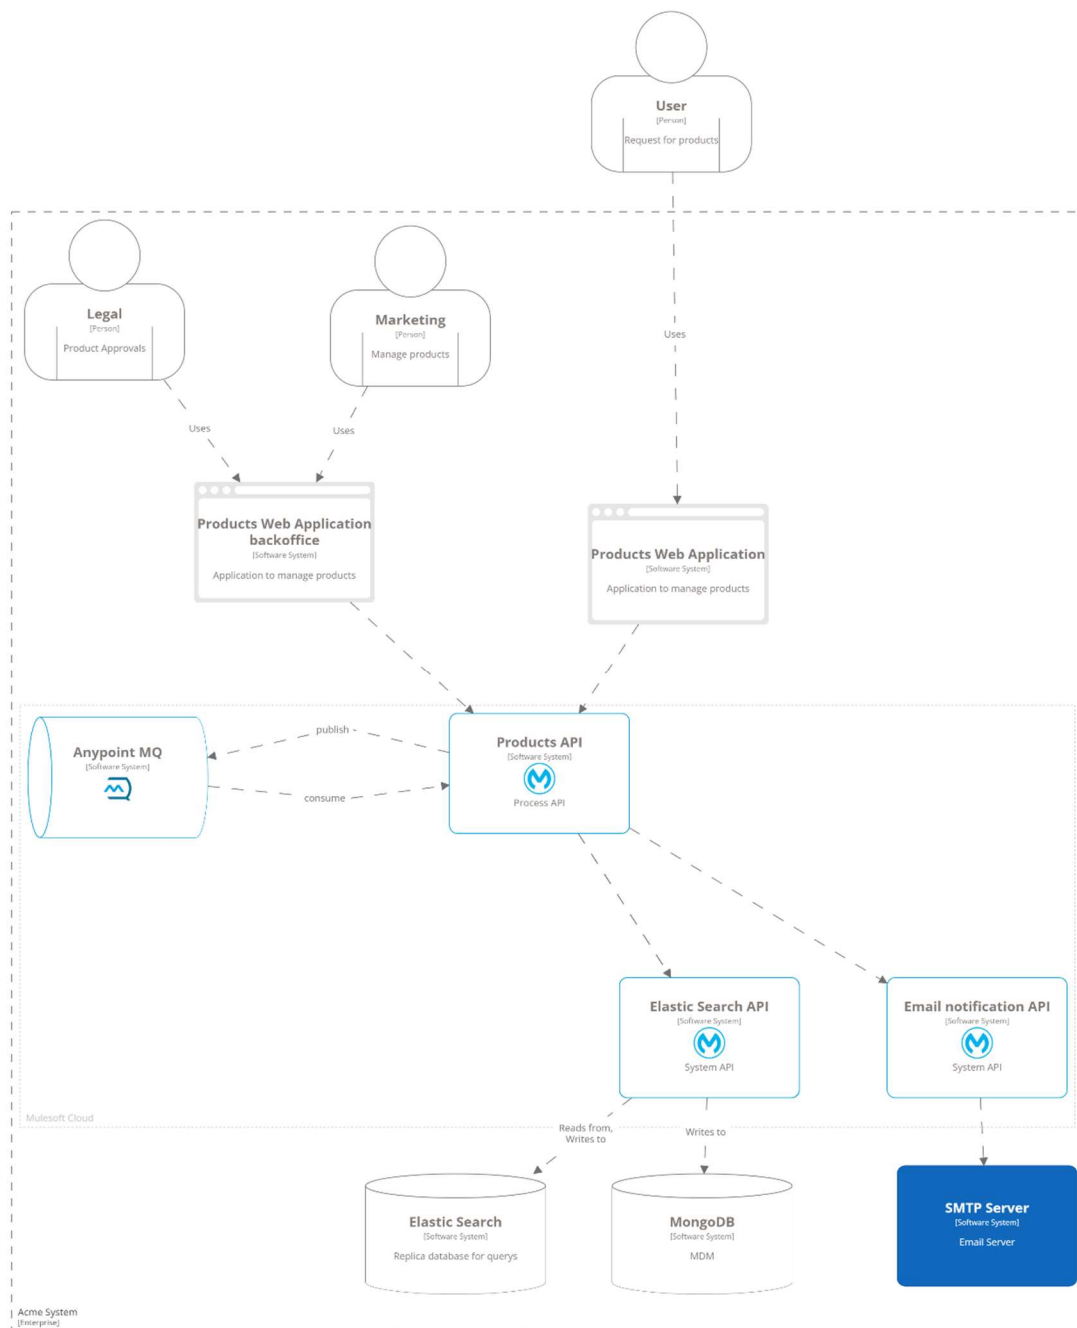 User
[Person]
Request for products
Legal
[Person]
Product Approvals
Marketing
[Person]
Manage products
Uses
Uses
Uses
Products Web Application
backoffice
[Software System]
Application to manage products
Products Web Application
[Software System]
Application to manage products
Anypoint MQ
[Software System]
publish
consume
Products API
[Software System]
Process API
Elastic Search API
[Software System]
System API
Email notification API
[Software System]
System API
Mulesoft Cloud
Reads from,
Writes to
Writes to
Elastic Search
[Software System]
Replica database for querys
MongoDB
[Software System]
MDM
SMTP Server
[Software System]
Email Server
Acme System
[Enterprise]